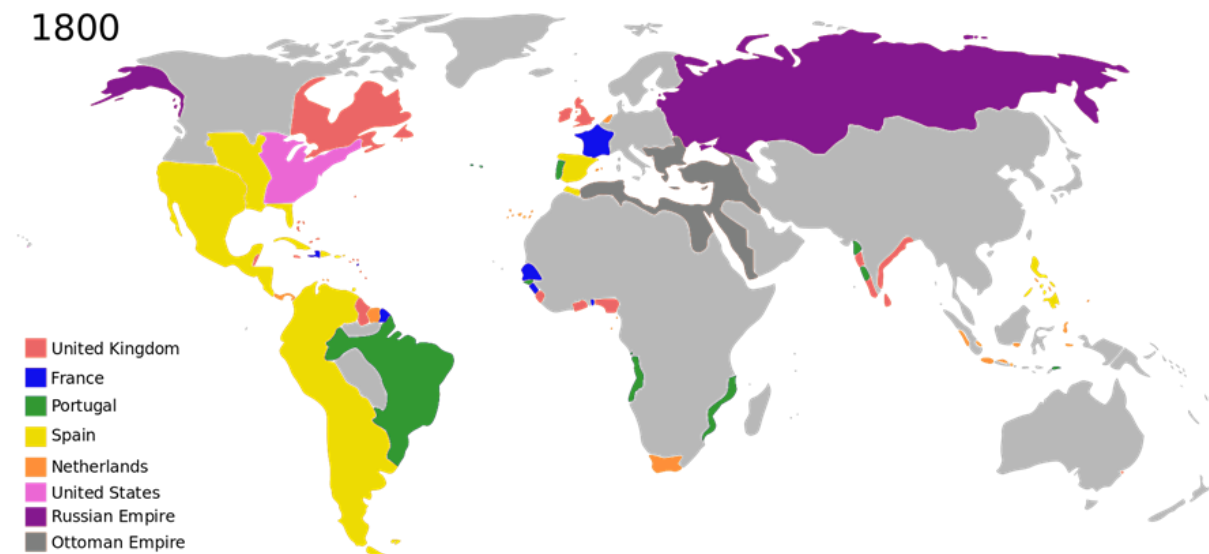 1800
United Kingdom
France
Portugal
Spain
Netherlands
United States
Russian Empire
Ottoman Empire